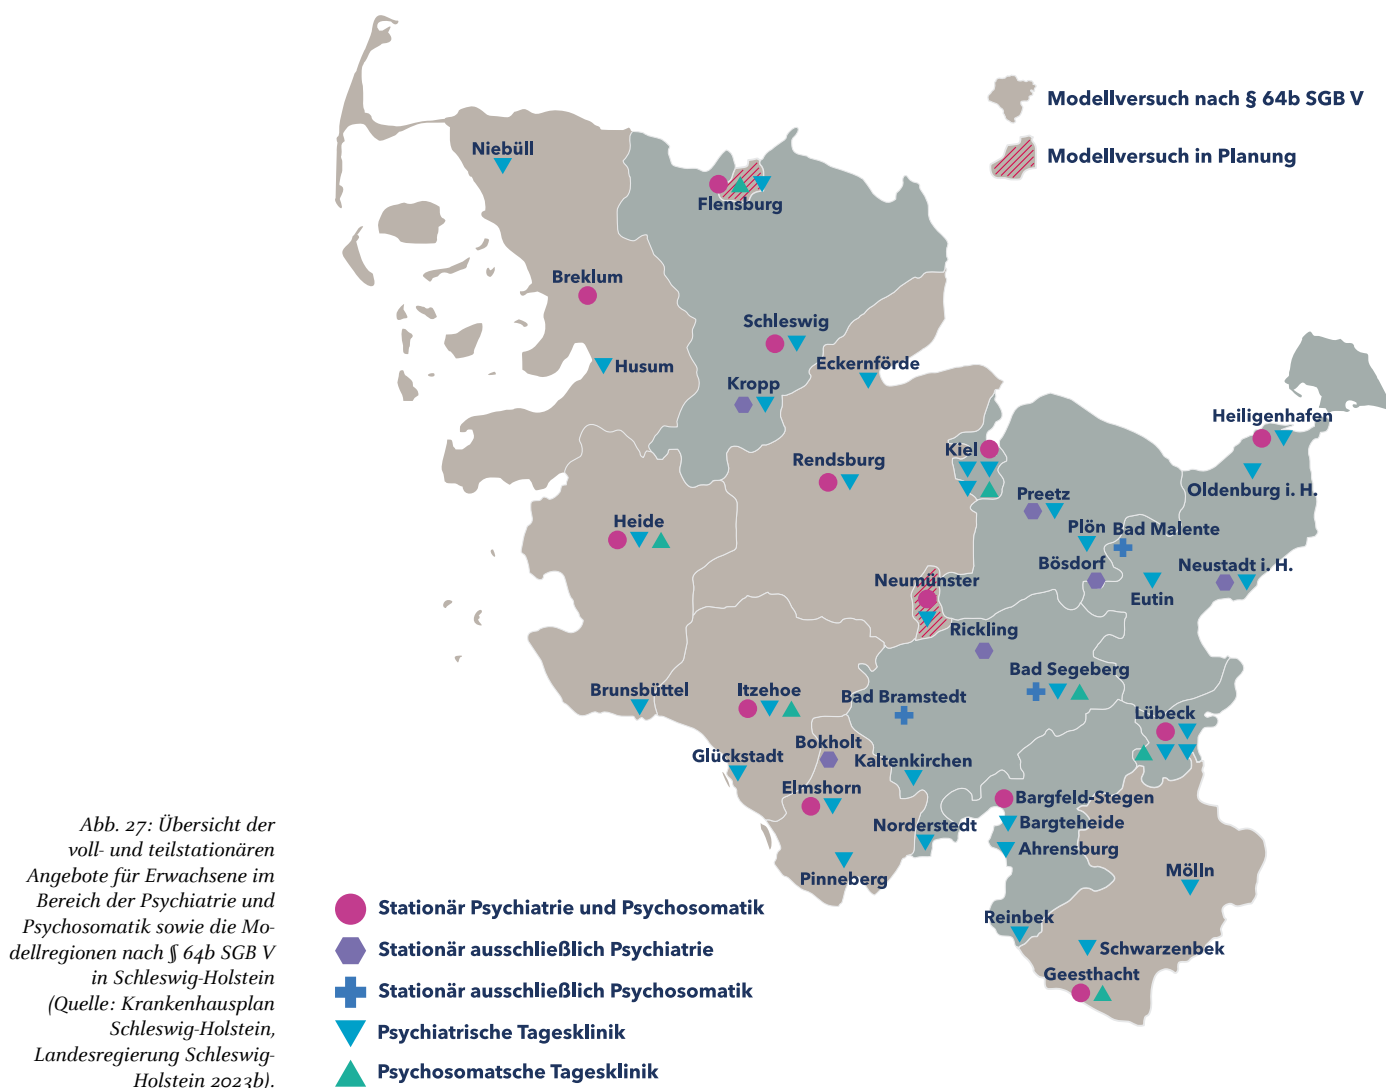 Modellversuch nach § 64b SGB V
Modellversuch in Planung
Niebüll
Flensburg
Breklum
Schleswig
Husum
Eckernförde
Kropp
Heiligenhafen
Kiel
Rendsburg
Oldenburg i. H.
Preetz
Heide
Plön
Bad Malente
Bösdorf
Neustadt i. H.
Neumünster
Eutin
Rickling
Bad Segeberg
Brunsbüttel
Itzehoe
Bad Bramstedt
Lübeck
Bokholt
Glückstadt
Kaltenkirchen
Elmshorn
Bargfeld-Stegen
Norderstedt
Bargteheide
Ahrensburg
Pinneberg
Mölln
Reinbek
Schwarzenbek
Geesthacht
Abb. 27: Übersicht der
voll- und teilstationären
Angebote für Erwachsene im
Bereich der Psychiatrie und
Psychosomatik sowie die Mo-
dellregionen nach § 64b SGB V
in Schleswig-Holstein
(Quelle: Krankenhausplan
Schleswig-Holstein,
Landesregierung Schleswig-
Holstein 2023b).
Stationär Psychiatrie und Psychosomatik
Stationär ausschließlich Psychiatrie
Stationär ausschließlich Psychosomatik
Psychiatrische Tagesklinik
Psychosomatsche Tagesklinik